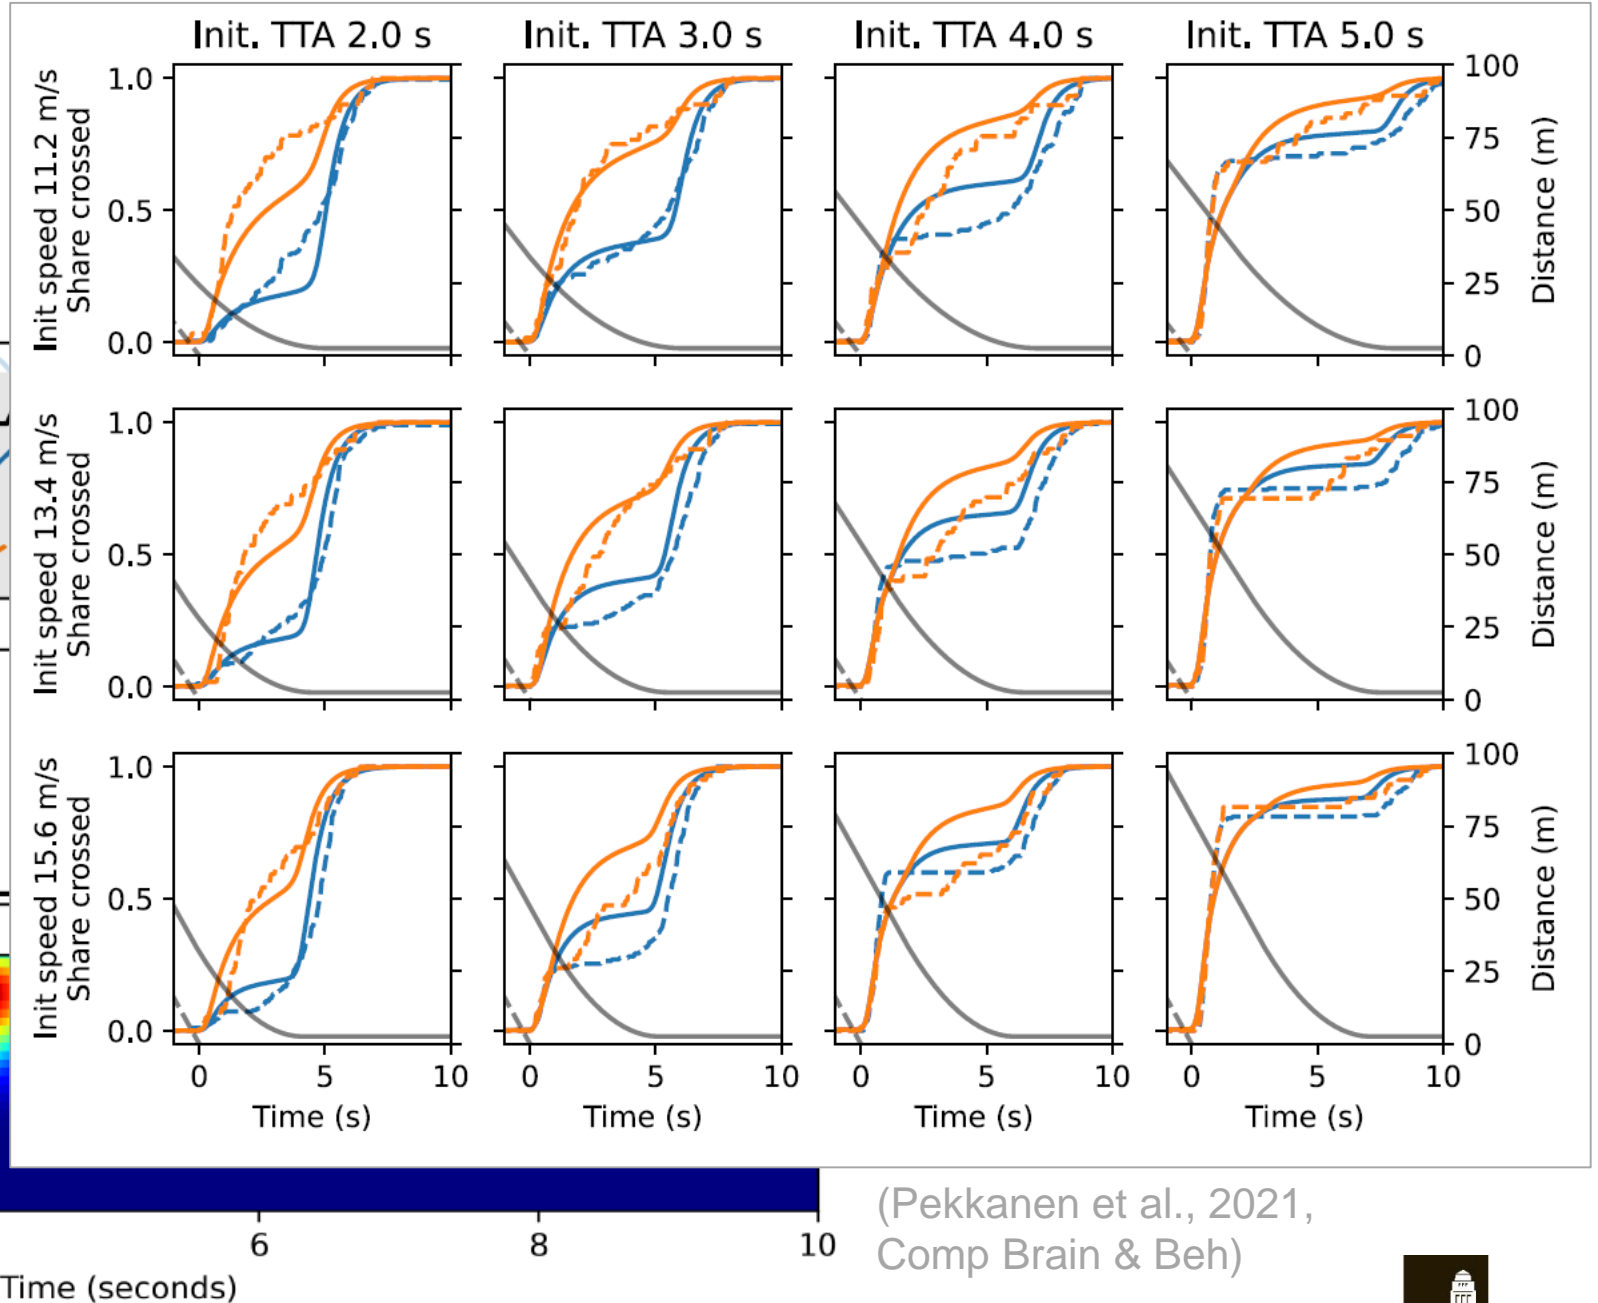 Init. TTA 2.0 s Init. TTA 3.0 s Init. TTA 4.0 s Init. TTA 5.0 s
Init speed 11.2 m/s
Share crossed
1.0
0.5
0.0
100
75
50
25
0
Distance (m)
Init speed 13.4 m/s
Share crossed
1.0
0.5
0.0
100
75
50
25
0
Distance (m)
Init speed 15.6 m/s
Share crossed
1.0
0.5
0.0
100
75
50
25
0
Distance (m)
0 5 10 0 5 10 0 5 10 0 5 10
Time (s) Time (s) Time (s) Time (s)
6 8 10
Time (seconds)
(Pekkanen et al., 2021,
Comp Brain & Beh)